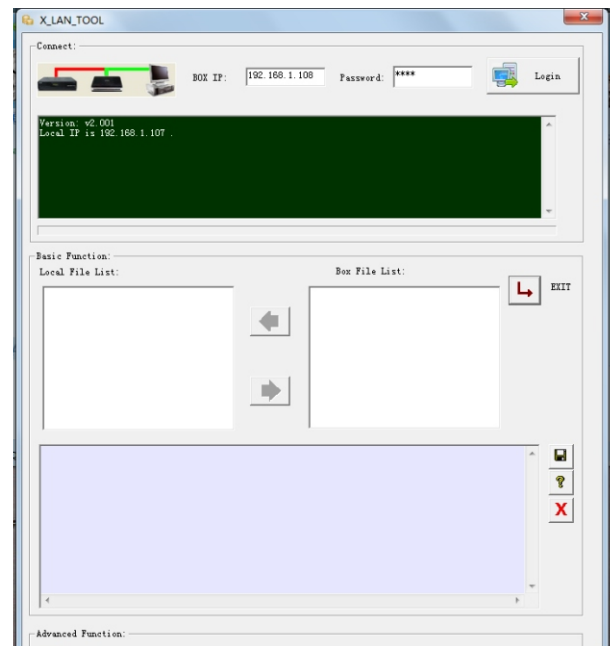 X_LAN_TOOL
Connect:
BOX IP: 192.168.1.108 Password: **** Login
Version: v2.001
Local IP is 192.168.1.107 .
Basic Function:
Local File List: Box File List:
EXIT
Advanced Function: